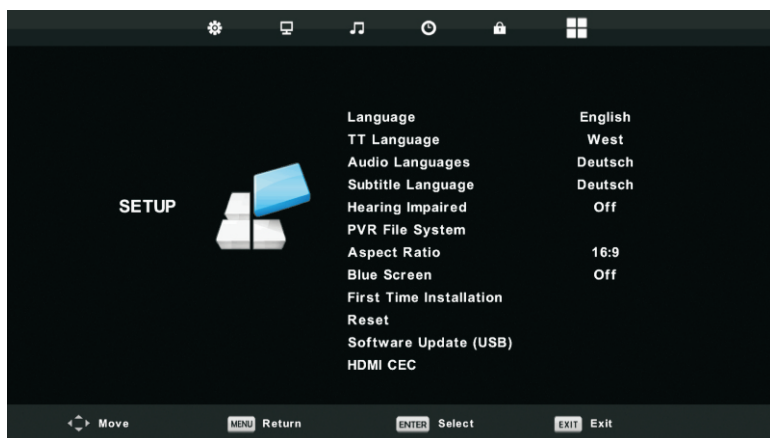 SETUP
Language English
TT Language West
Audio Languages Deutsch
Subtitle Language Deutsch
Hearing Impaired Off
PVR File System
Aspect Ratio 16:9
Blue Screen Off
First Time Installation
Reset
Software Update (USB)
HDMI CEC
Move MENU Return ENTER Select EXIT Exit